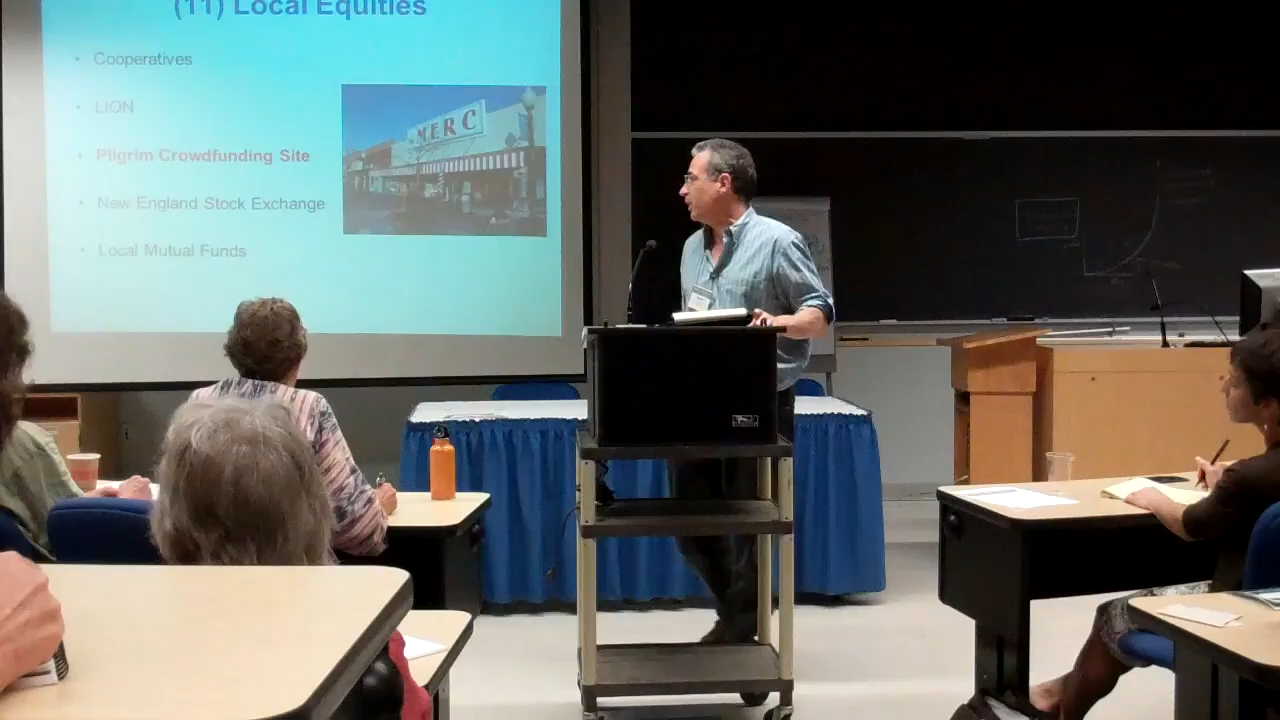 (11) Local Equities
• Cooperatives
• LION
• Pilgrim Crowdfunding Site
• New England Stock Exchange
• Local Mutual Funds
MERC